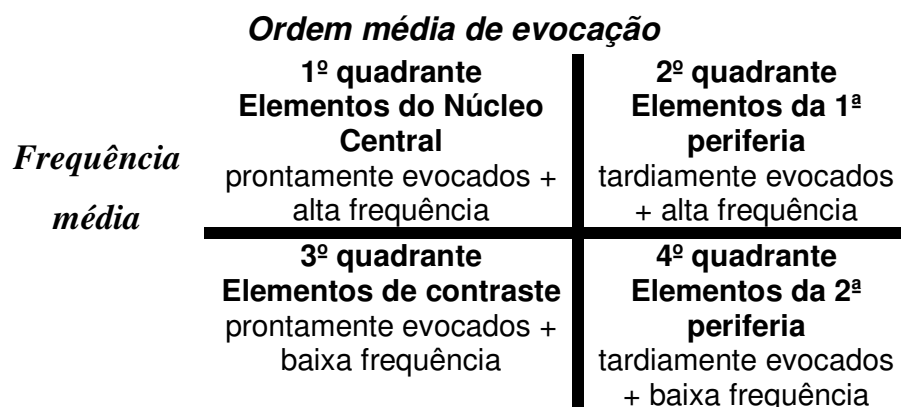 Ordem média de evocação
1º quadrante
Elementos do Núcleo
Central
prontamente evocados +
alta frequência
2º quadrante
Elementos da 1ª
periferia
tardiamente evocados
+ alta frequência
Frequência
média
3º quadrante
Elementos de contraste
prontamente evocados +
baixa frequência
4º quadrante
Elementos da 2ª
periferia
tardiamente evocados
+ baixa frequência